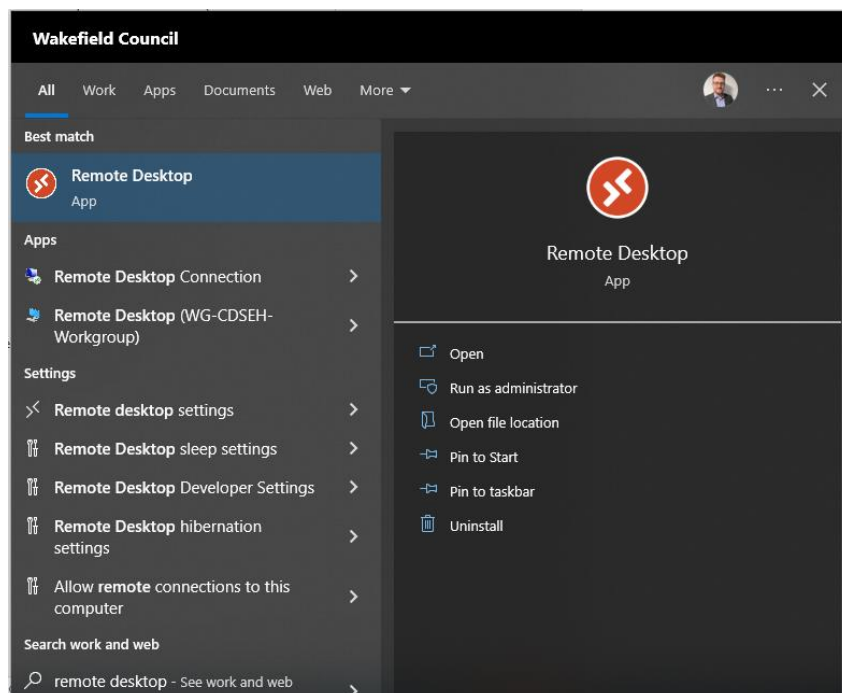 Wakefield Council
All Work Apps Documents Web More
Best match
Remote Desktop
App
Apps
Remote Desktop Connection
Remote Desktop (WG-CDSEH-
Workgroup)
Settings
Remote desktop settings
Remote Desktop sleep settings
Remote Desktop Developer Settings
Remote Desktop hibernation
settings
Allow remote connections to this
computer
Search work and web
remote desktop - See work and web
Remote Desktop
App
Open
Run as administrator
Open file location
Pin to Start
Pin to taskbar
Uninstall